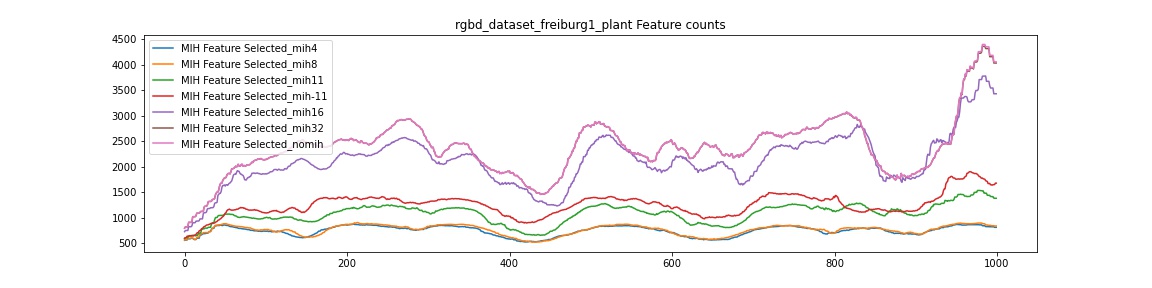 rgbd_dataset_freiburg1_plant Feature counts
4500
4000
3500
3000
2500
2000
1500
1000
500
MIH Feature Selected_mih4
MIH Feature Selected_mih8
MIH Feature Selected_mih11
MIH Feature Selected_mih-11
MIH Feature Selected_mih16
MIH Feature Selected_mih32
MIH Feature Selected_nomih
0 200 400 600 800 1000